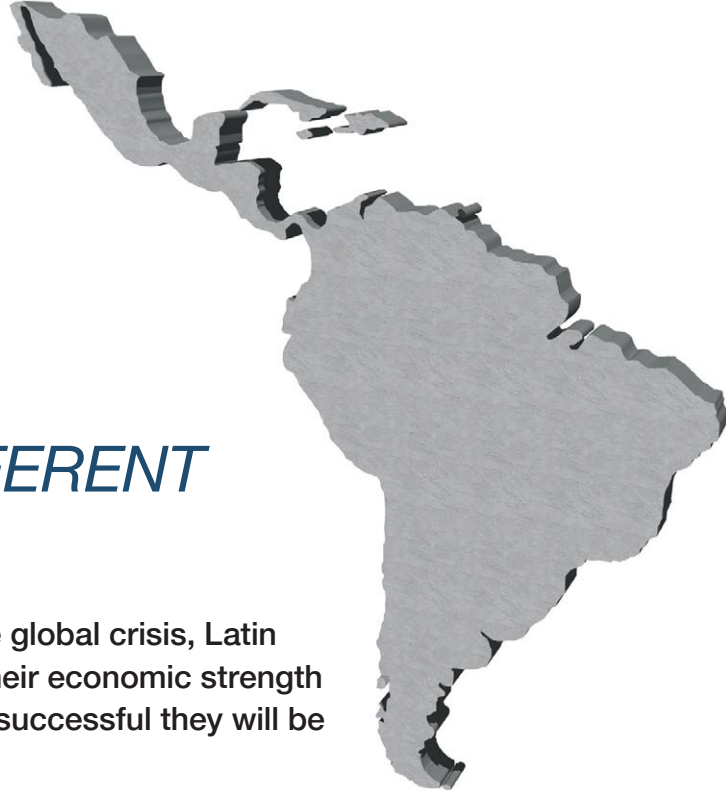 FERENT
global crisis, Latin
heir economic strength
successful they will be